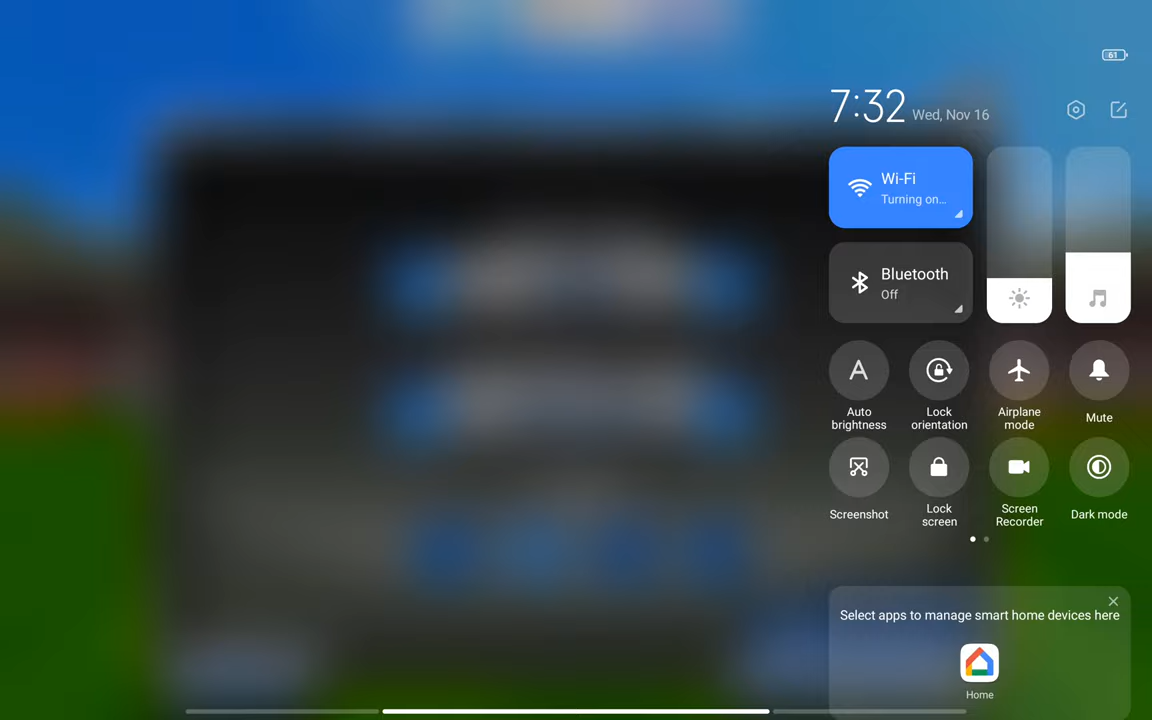 61
7:32 Wed, Nov 16
Wi-Fi
Turning on...
Bluetooth
Off
Auto brightness
Lock orientation
Airplane mode
Mute
Screenshot
Lock screen
Screen Recorder
Dark mode
Select apps to manage smart home devices here
Home